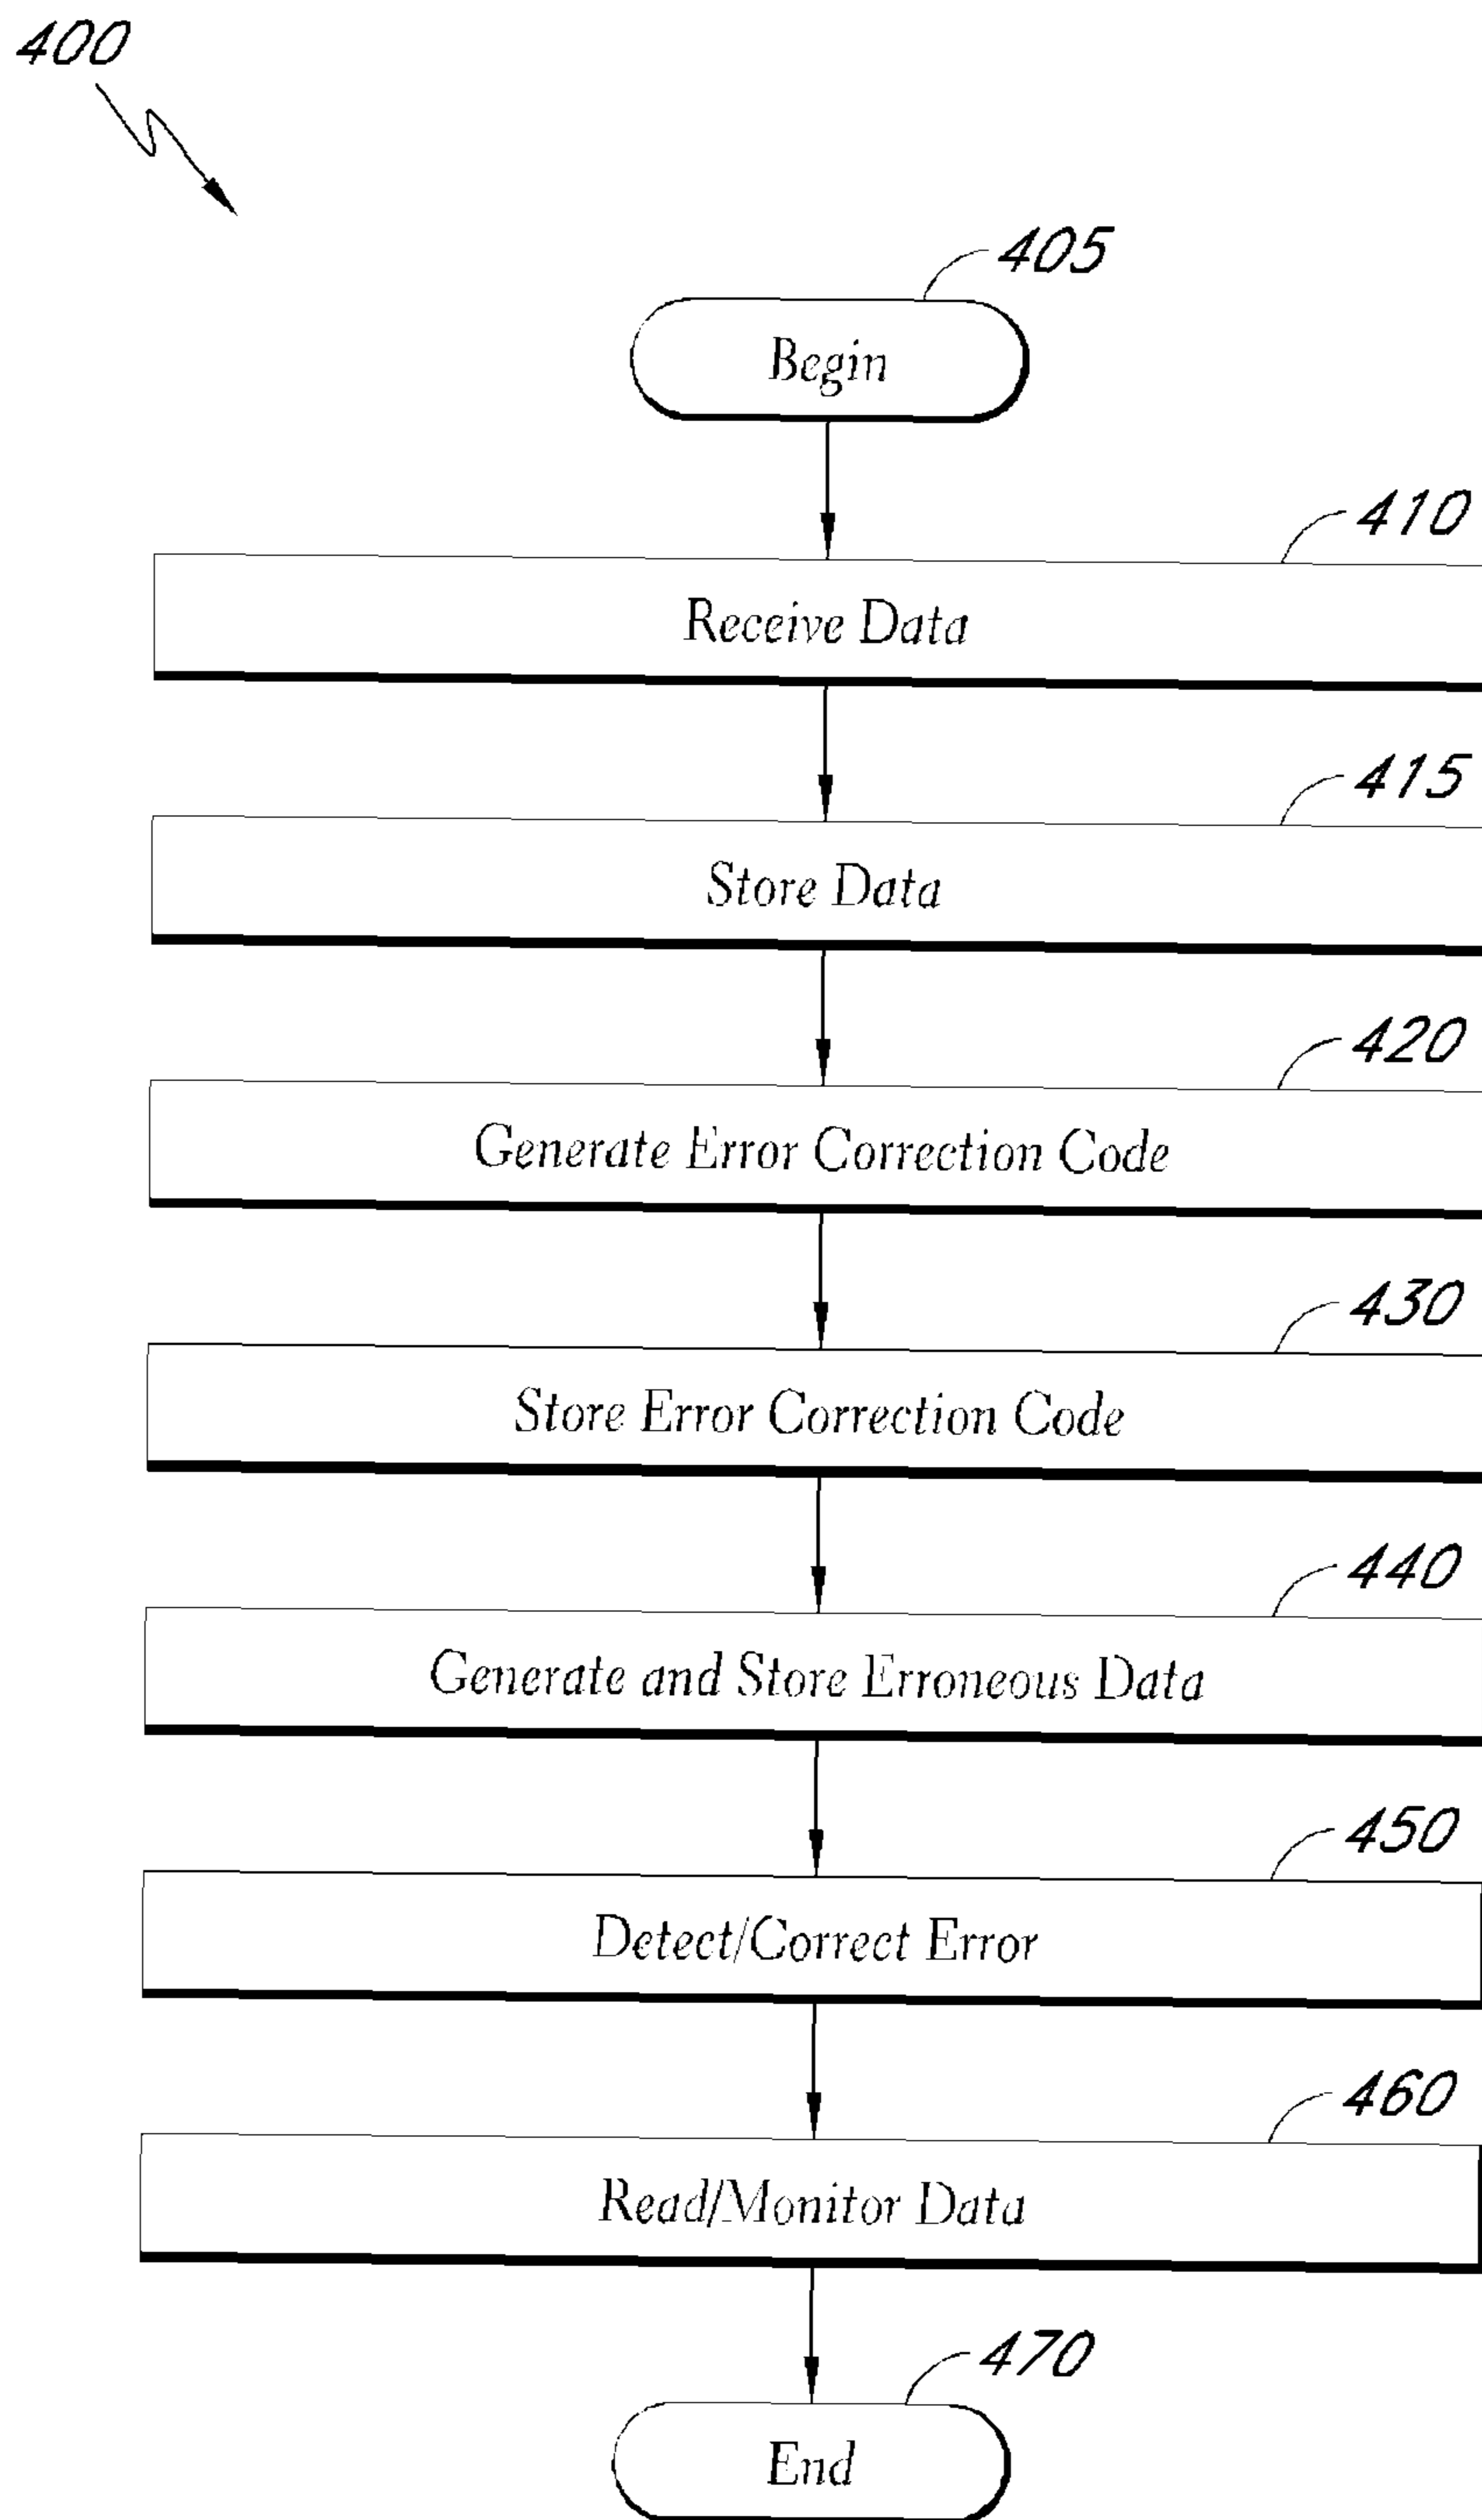 400
405
Begin
410
Receive Data
415
Store Data
420
Generate Error Correction Code
430
Store Error Correction Code
440
Generate and Store Erroneous Data
450
Detect/Correct Error
460
Read/Monitor Data
470
End